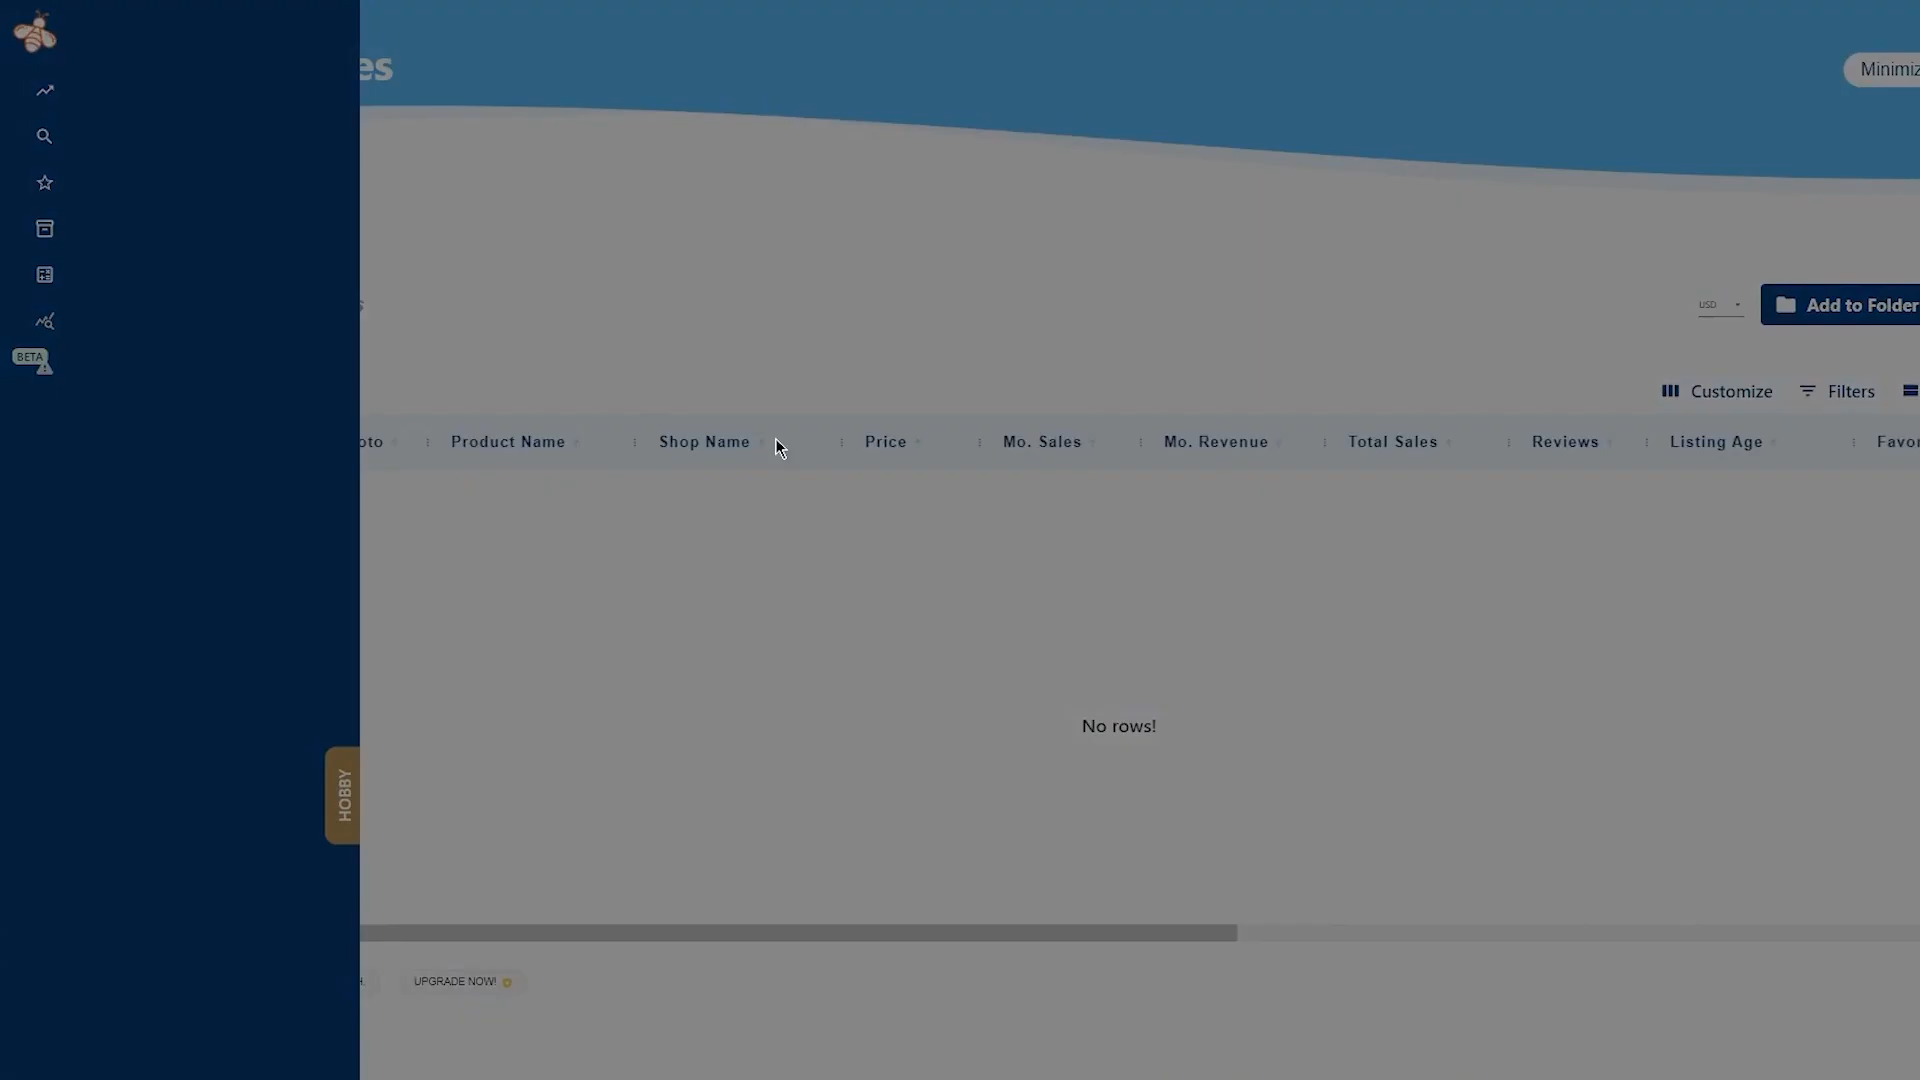 es
Minimiz
USD
Add to Folder
BETA
Customize Filters
oto Product Name Shop Name Price Mo. Sales Mo. Revenue Total Sales Reviews Listing Age Favor
No rows!
HOBBY
UPGRADE NOW!